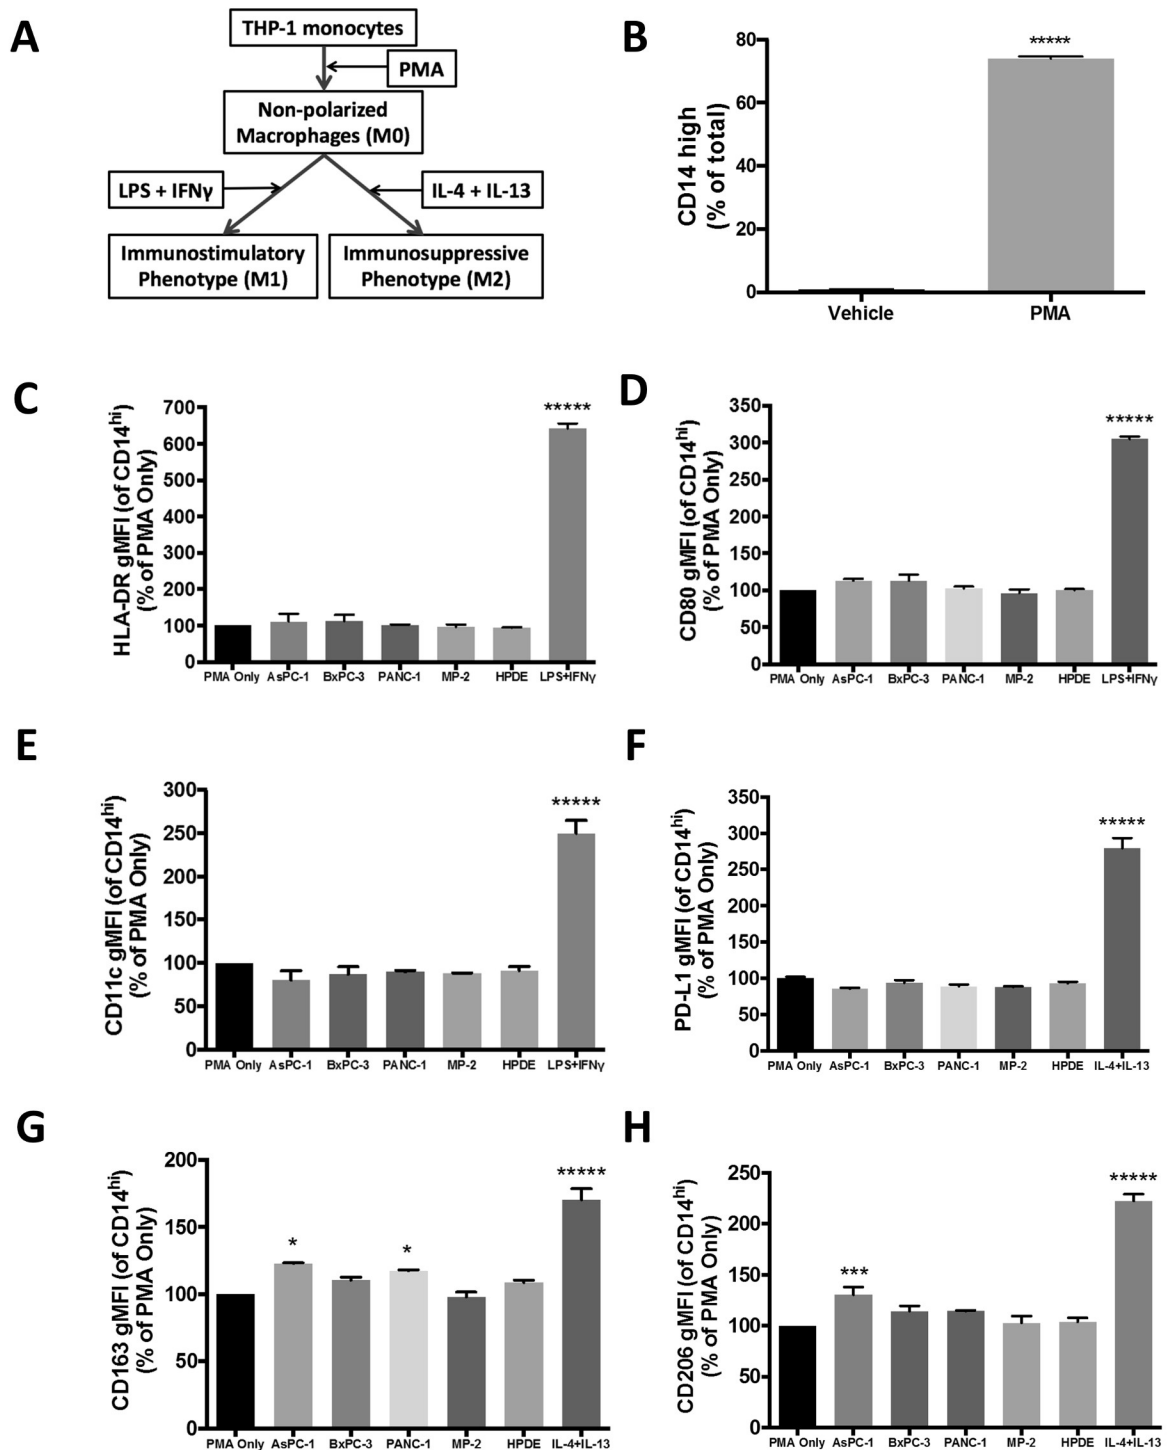 A
THP-1 monocytes
PMA
Non-polarized
Macrophages (M0)
LPS + IFNγ
IL-4 + IL-13
Immunostimulatory
Phenotype (M1)
Immunosuppressive
Phenotype (M2)
B
CD14 high
(% of total)
80
60
40
20
0
*****
Vehicle
PMA
C
HLA-DR gMFI (of CD14hi)
(% of PMA Only)
700
600
500
400
300
200
100
0
*****
PMA Only
AsPC-1
BxPC-3
PANC-1
MP-2
HPDE
LPS+IFNγ
D
CD80 gMFI (of CD14hi)
(% of PMA Only)
350
300
250
200
150
100
50
0
*****
PMA Only
AsPC-1
BxPC-3
PANC-1
MP-2
HPDE
LPS+IFNγ
E
CD11c gMFI (of CD14hi)
(% of PMA Only)
300
250
200
150
100
50
0
*****
PMA Only
AsPC-1
BxPC-3
PANC-1
MP-2
HPDE
LPS+IFNγ
F
PD-L1 gMFI (of CD14hi)
(% of PMA Only)
350
300
250
200
150
100
50
0
*****
PMA Only
AsPC-1
BxPC-3
PANC-1
MP-2
HPDE
IL-4+IL-13
G
CD163 gMFI (of CD14hi)
(% of PMA Only)
200
150
100
50
0
*
*
*****
PMA Only
AsPC-1
BxPC-3
PANC-1
MP-2
HPDE
IL-4+IL-13
H
CD206 gMFI (of CD14hi)
(% of PMA Only)
250
200
150
100
50
0
***
*****
PMA Only
AsPC-1
BxPC-3
PANC-1
MP-2
HPDE
IL-4+IL-13